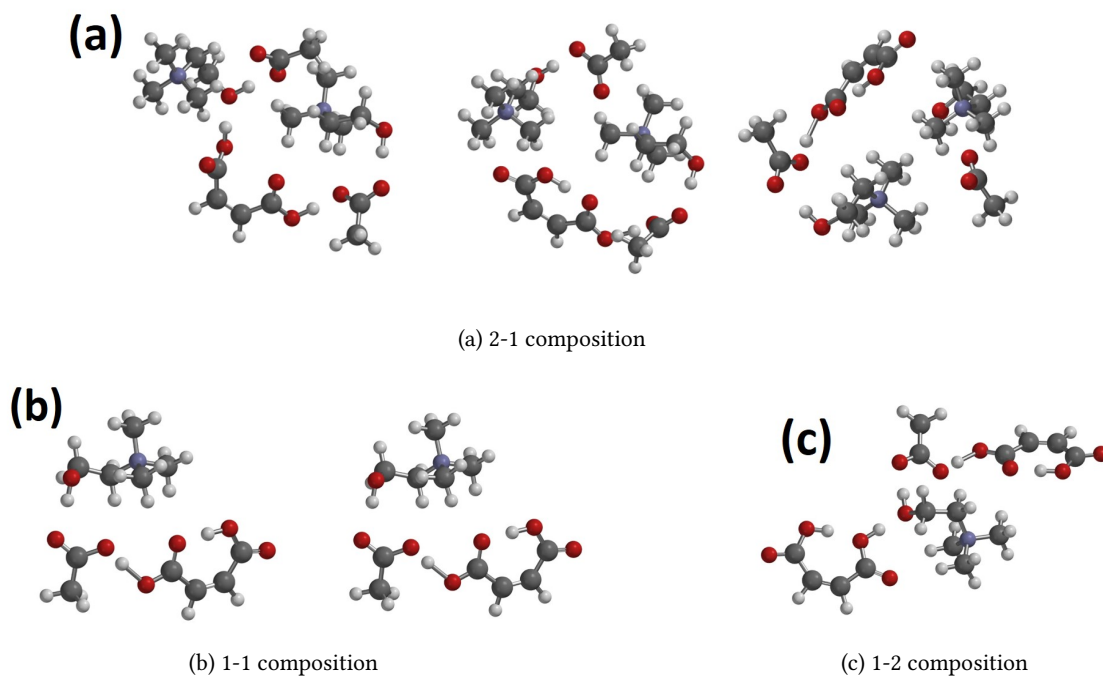 (a)
(a) 2-1 composition
(b)
(c)
(b) 1-1 composition
(c) 1-2 composition